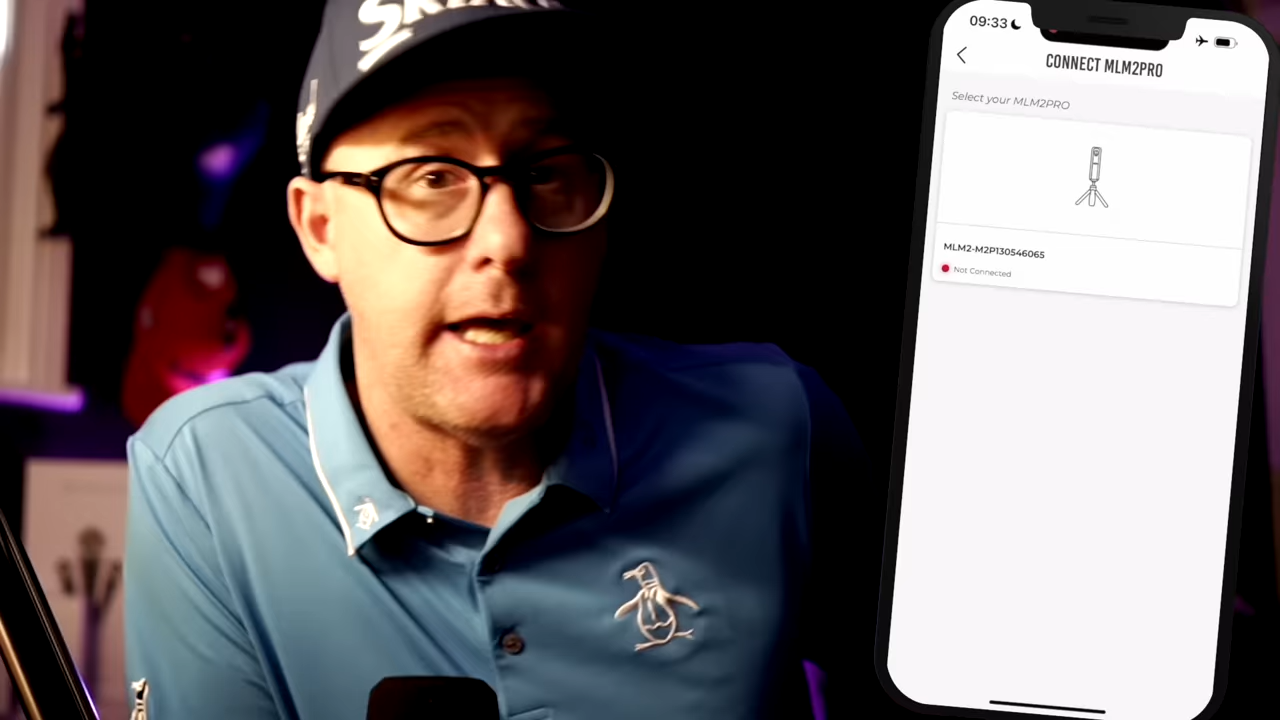 09:33
CONNECT MLM2PRO
Select your MLM2PRO
MLM2-M2P130546065
Not Connected